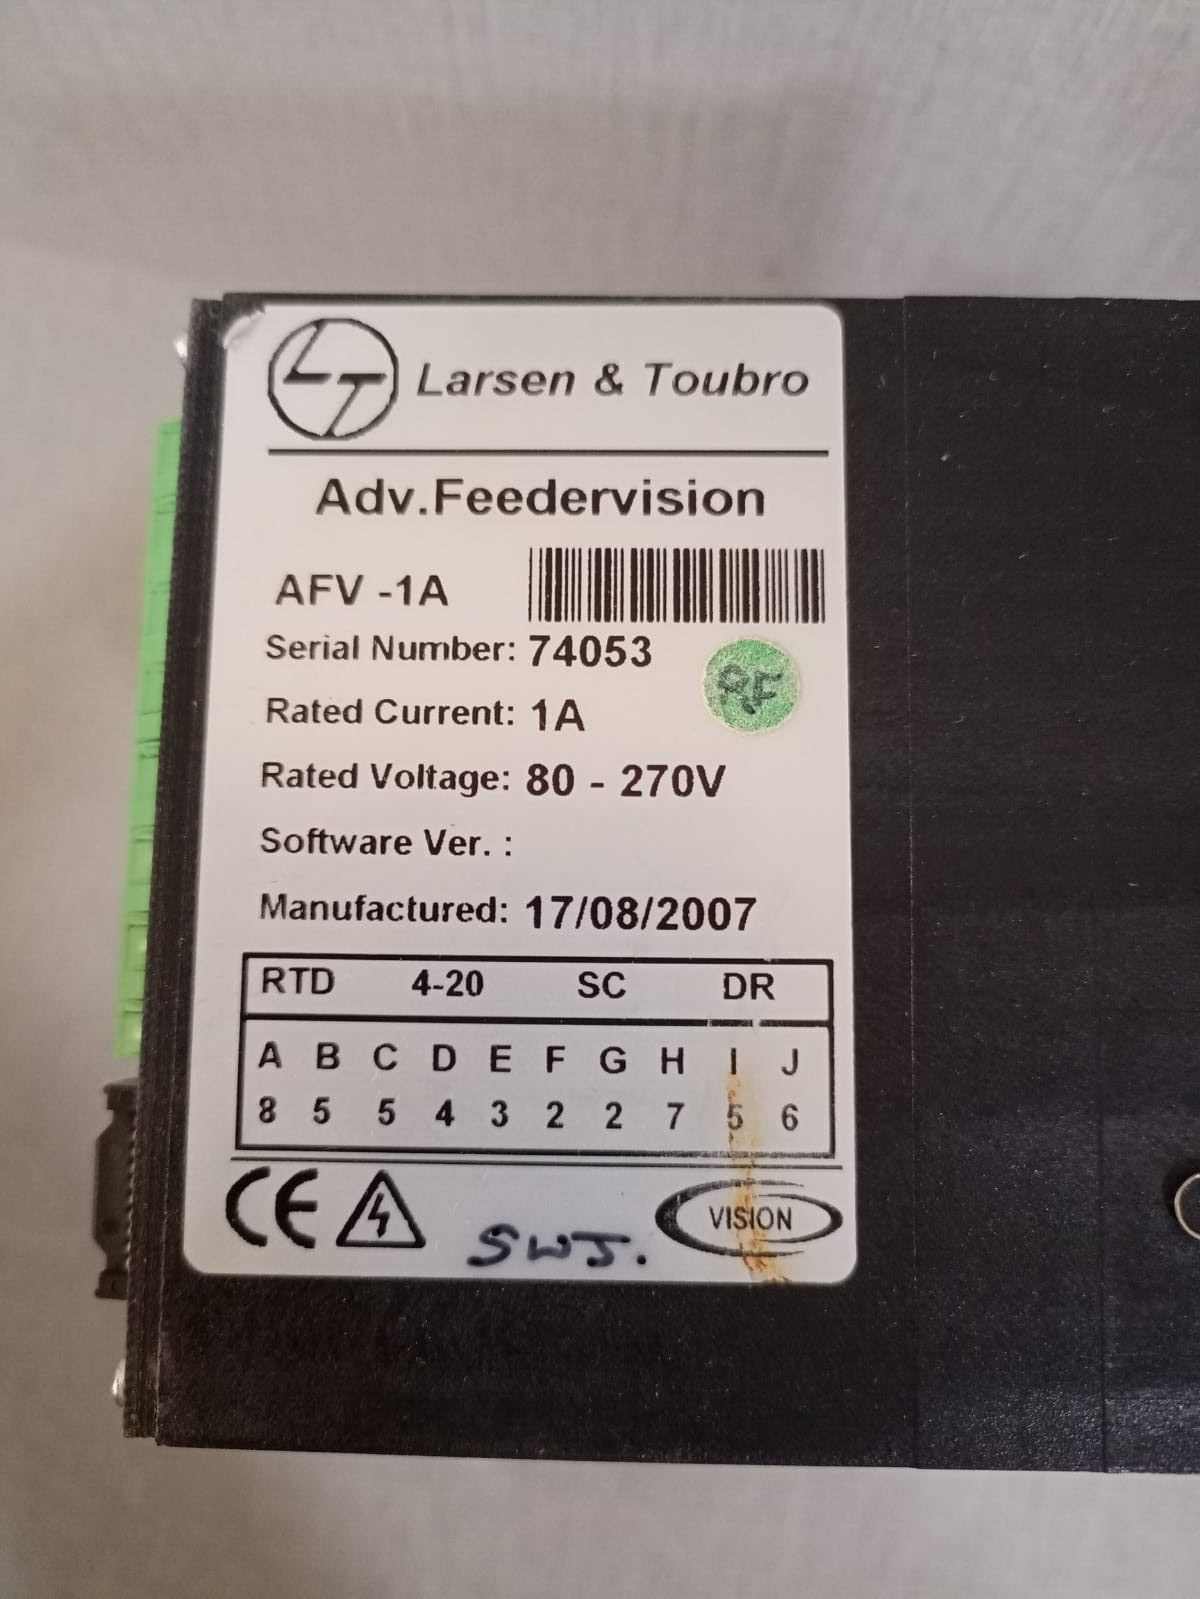 LT Larsen & Toubro
Adv.Feedervision
AFV -1A
Serial Number: 74053
RF
Rated Current: 1A
Rated Voltage: 80 - 270V
Software Ver. :
Manufactured: 17/08/2007
RTD 4-20 SC DR
A B C D E F G H I J
8 5 5 4 3 2 2 7 5 6
CE SWJ. VISION